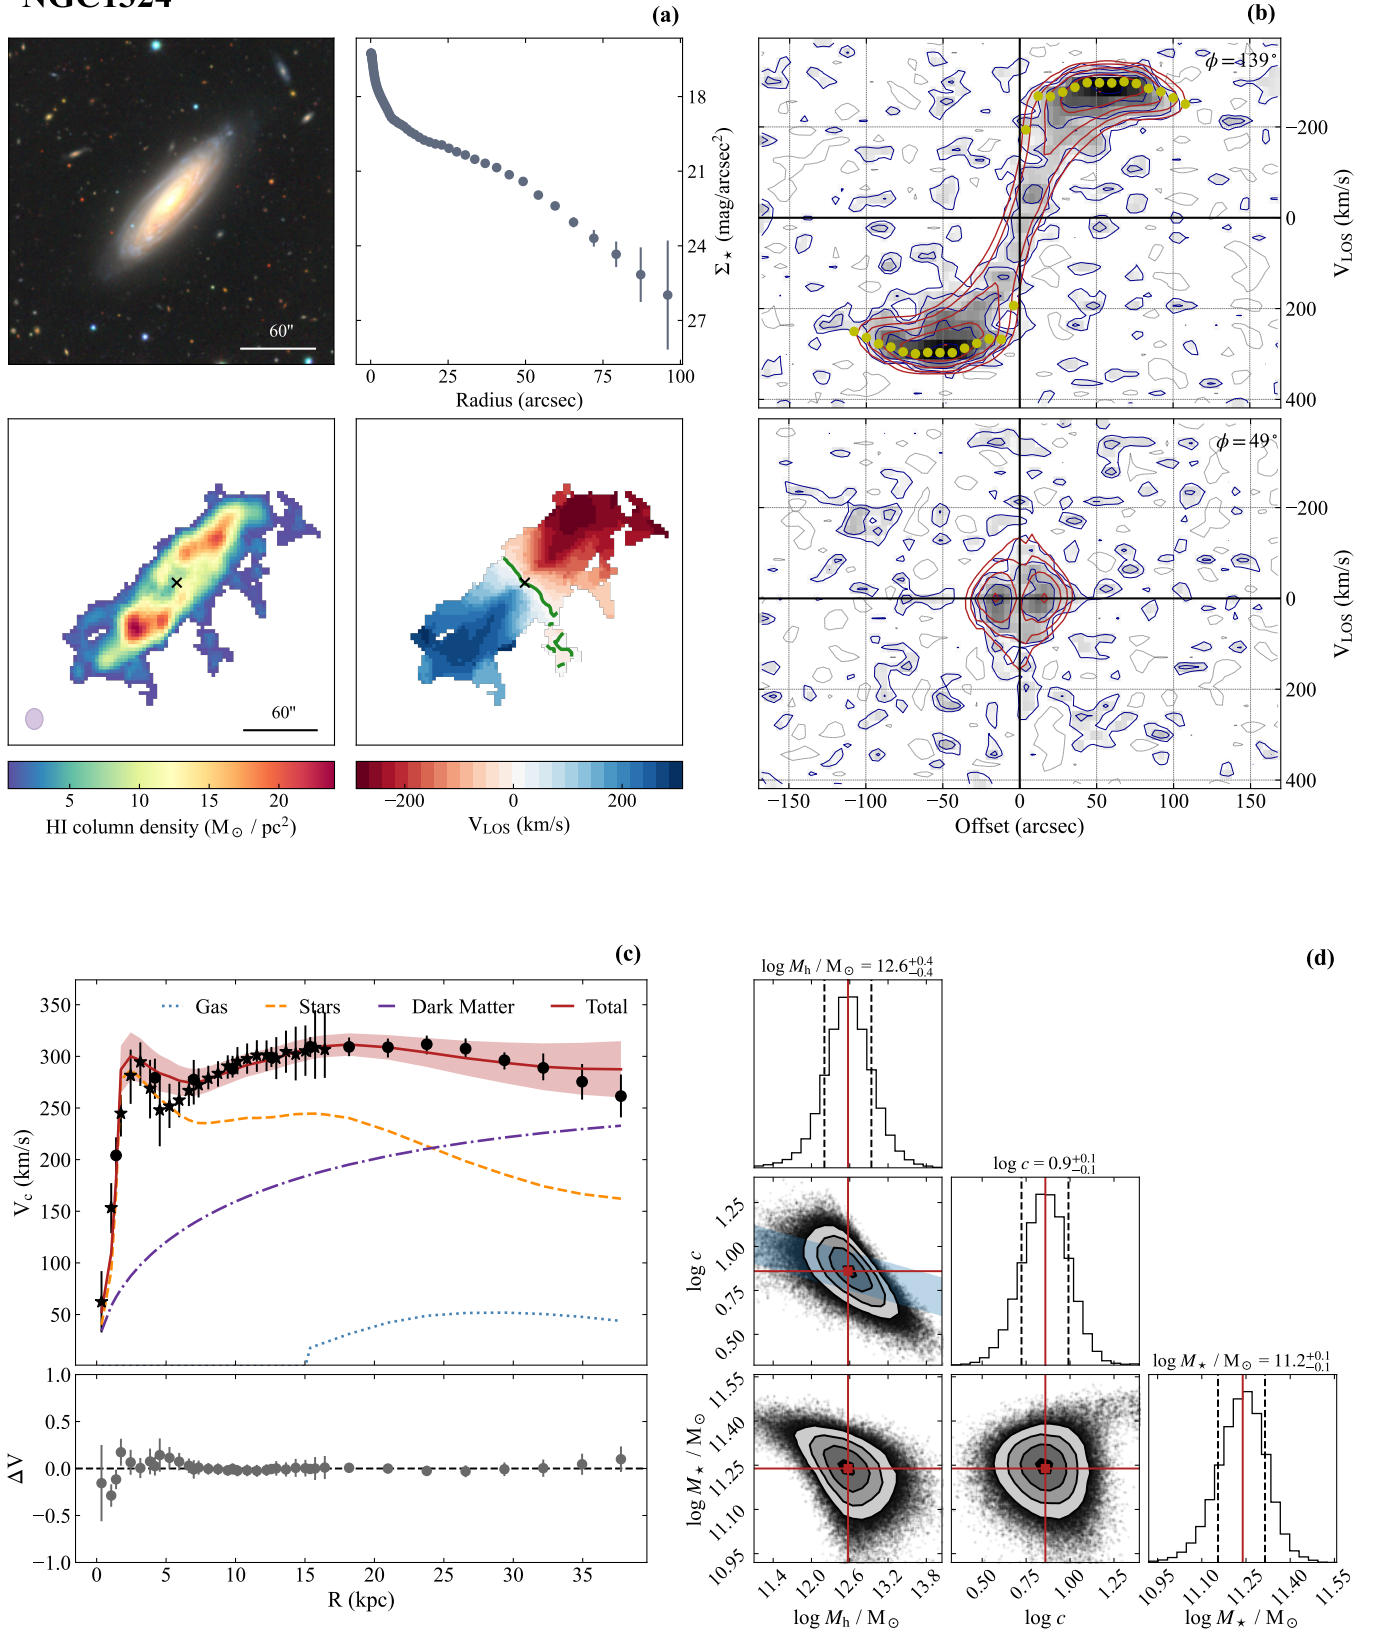 NGC1324
(a)
(b)
60"
18
21
24
27
Σ⋆ (mag/arcsec²)
0 25 50 75 100
Radius (arcsec)
ϕ = 139°
−200
0
200
400
V_LOS (km/s)
60"
5 10 15 20
HI column density (M⊙ / pc²)
−200 0 200
V_LOS (km/s)
ϕ = 49°
−200
0
200
400
V_LOS (km/s)
−150 −100 −50 0 50 100 150
Offset (arcsec)
(c)
(d)
Gas Stars Dark Matter Total
350
300
250
200
150
100
50
V_c (km/s)
1.0
0.5
0.0
−0.5
−1.0
ΔV
0 5 10 15 20 25 30 35
R (kpc)
log M_h / M⊙ = 12.6^{+0.4}_{−0.4}
log c = 0.9^{+0.1}_{−0.1}
log M⋆ / M⊙ = 11.2^{+0.1}_{−0.1}
1.25
1.00
0.75
0.50
log c
11.55
11.40
11.25
11.10
10.95
log M⋆ / M⊙
11.4 12.0 12.6 13.2 13.8
log M_h / M⊙
0.50 0.75 1.00 1.25
log c
10.95 11.10 11.25 11.40 11.55
log M⋆ / M⊙